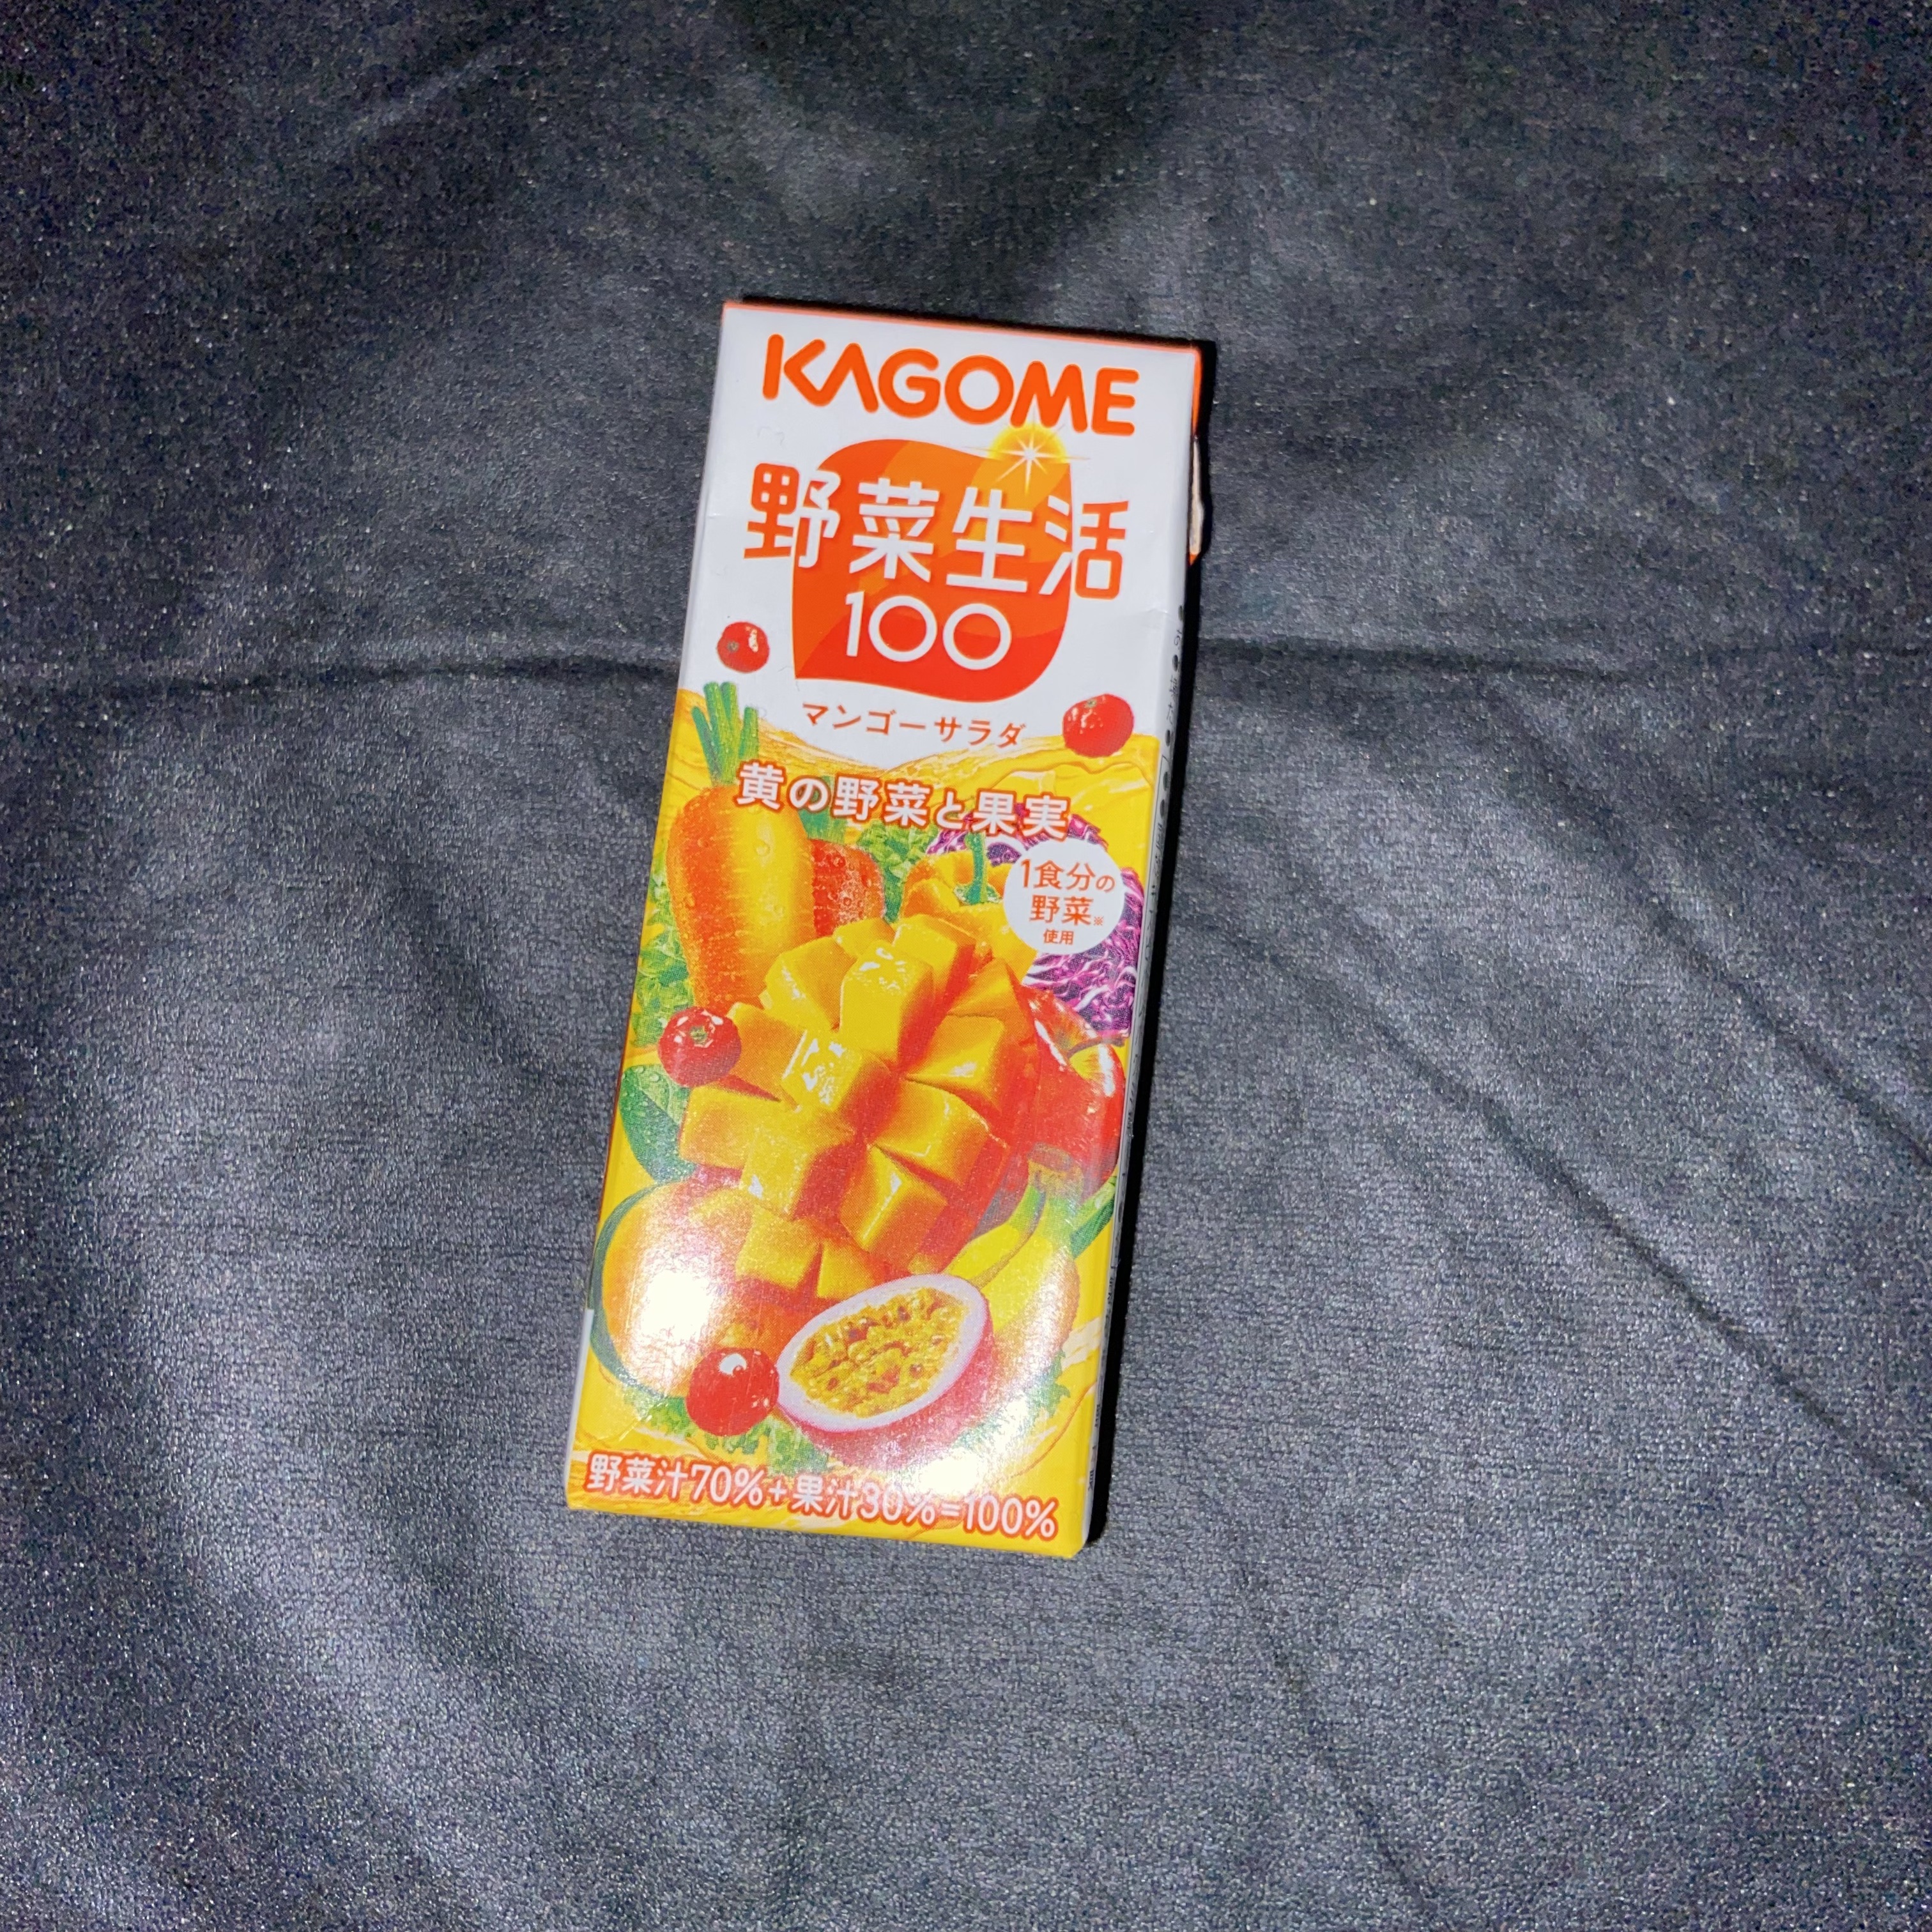 KAGOME
野菜生活
100
マンゴーサラダ
黄の野菜と果実
1食分の
野菜※
使用
野菜汁70%+果汁30%=100%